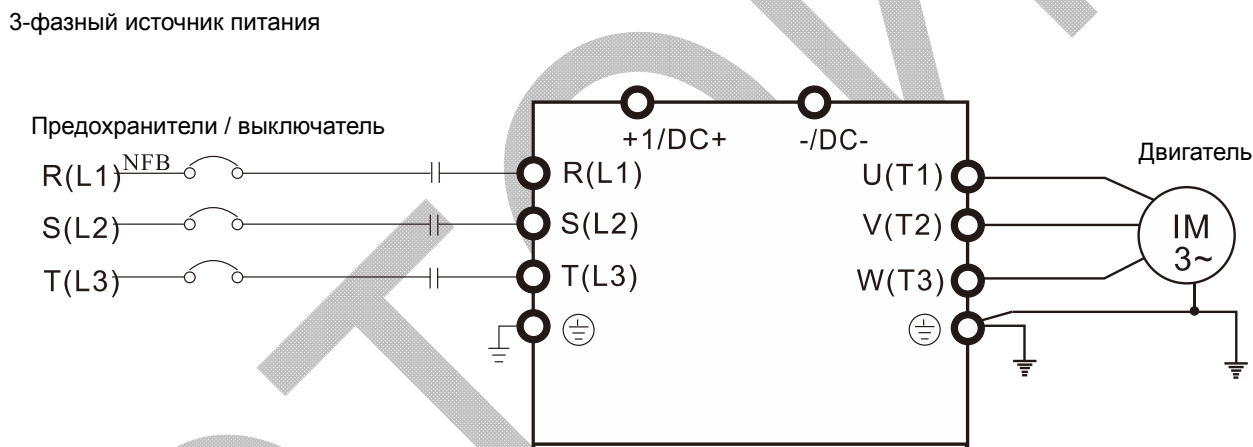 3-фазный источник питания
Предохранители / выключатель
+1/DC+ -/DC-
Двигатель
R(L1) NFB R(L1) U(T1)
S(L2) S(L2) V(T2) IM
T(L3) T(L3) W(T3) 3~